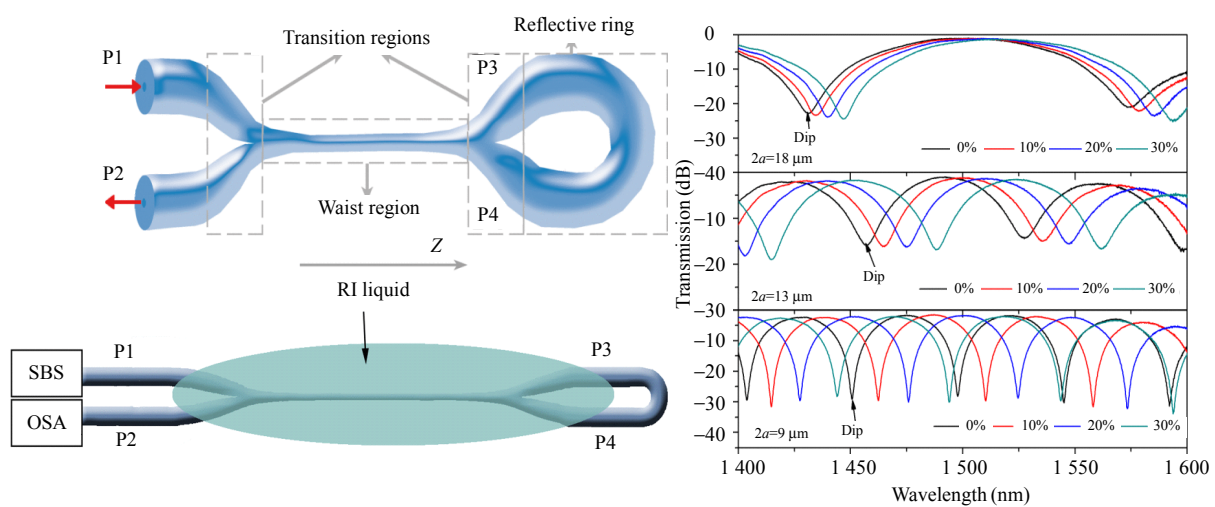 Reflective ring
Transition regions
P1
P3
P2
P4
Waist region
Z
RI liquid
P1
P3
SBS
OSA
P2
P4
Transmission (dB)
0
−10
−20
−30
−40
Dip
2a=18 μm
0% 10% 20% 30%
−10
−20
−30
Dip
2a=13 μm
0% 10% 20% 30%
−10
−20
−30
−40
Dip
2a=9 μm
0% 10% 20% 30%
1 400 1 450 1 500 1 550 1 600
Wavelength (nm)